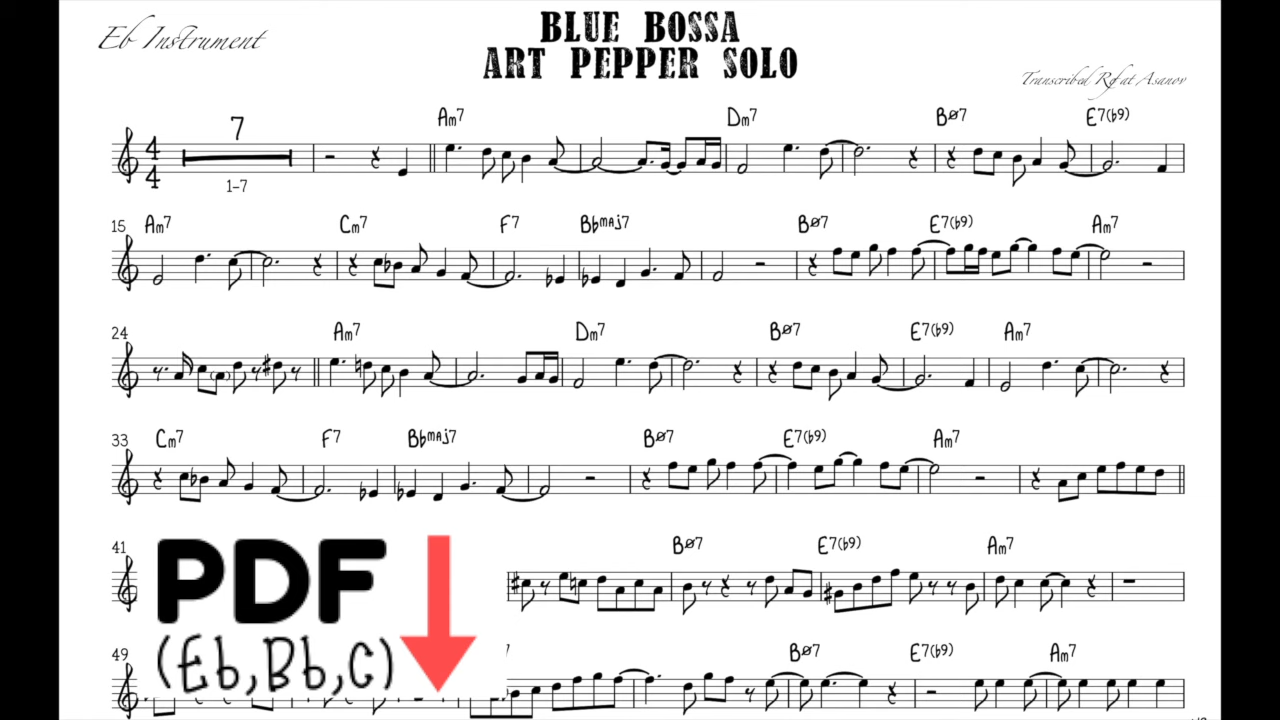 BLUE BOSSA
Eb Instrument
ART PEPPER SOLO
Transcribed Refat Asanov
7
Am7 Dm7 Bø7 E7(b9)
4
4
1-7
15 Am7 Cm7 F7 Bbmaj7 Bø7 E7(b9) Am7
24 Am7 Dm7 Bø7 E7(b9) Am7
33 Cm7 F7 Bbmaj7 Bø7 E7(b9) Am7
41 Bø7 E7(b9) Am7
PDF
(Eb,Bb,C)
49 Bø7 E7(b9) Am7